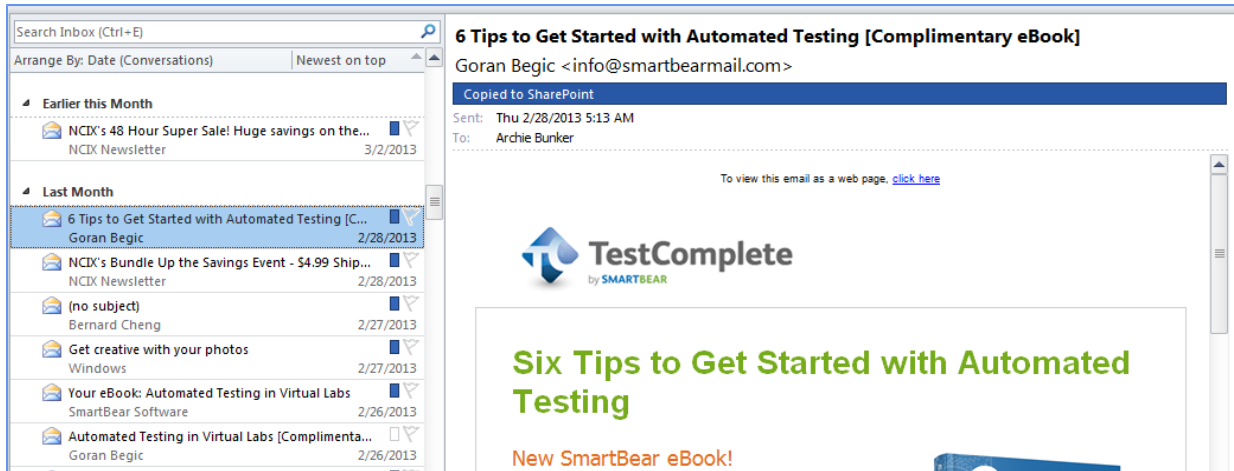 Search Inbox (Ctrl+E)
Arrange By: Date (Conversations) Newest on top
Earlier this Month
NCIX's 48 Hour Super Sale! Huge savings on the...
NCIX Newsletter 3/2/2013
Last Month
6 Tips to Get Started with Automated Testing [C...
Goran Begic 2/28/2013
NCIX's Bundle Up the Savings Event - $4.99 Ship...
NCIX Newsletter 2/28/2013
(no subject)
Bernard Cheng 2/27/2013
Get creative with your photos
Windows 2/27/2013
Your eBook: Automated Testing in Virtual Labs
SmartBear Software 2/26/2013
Automated Testing in Virtual Labs [Complimenta...
Goran Begic 2/26/2013
6 Tips to Get Started with Automated Testing [Complimentary eBook]
Goran Begic <info@smartbearmail.com>
Copied to SharePoint
Sent: Thu 2/28/2013 5:13 AM
To: Archie Bunker
To view this email as a web page, click here
TestComplete
by SMARTBEAR
Six Tips to Get Started with Automated
Testing
New SmartBear eBook!